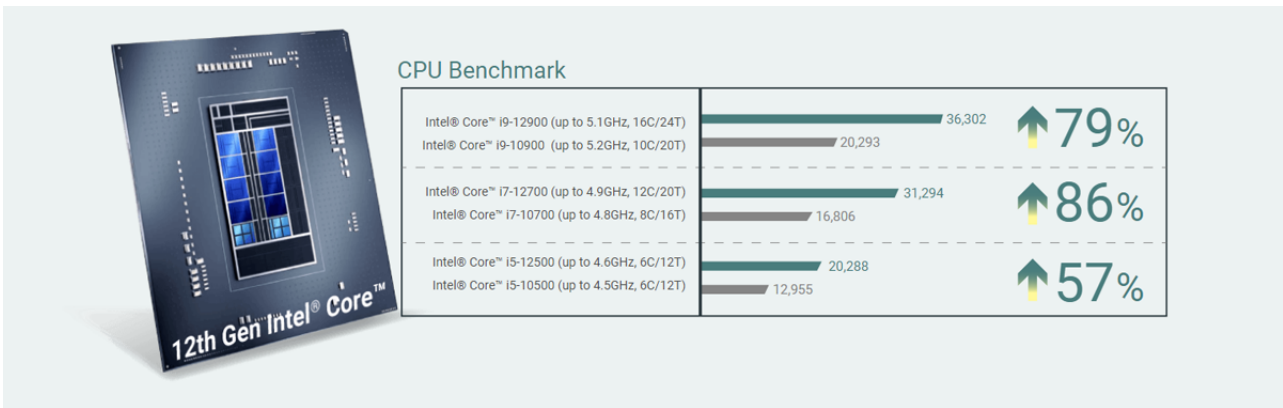 CPU Benchmark
Intel® Core™ i9-12900 (up to 5.1GHz, 16C/24T) 36,302
Intel® Core™ i9-10900 (up to 5.2GHz, 10C/20T) 20,293
79%
Intel® Core™ i7-12700 (up to 4.9GHz, 12C/20T) 31,294
Intel® Core™ i7-10700 (up to 4.8GHz, 8C/16T) 16,806
86%
Intel® Core™ i5-12500 (up to 4.6GHz, 6C/12T) 20,288
Intel® Core™ i5-10500 (up to 4.5GHz, 6C/12T) 12,955
57%
12th Gen Intel® Core™